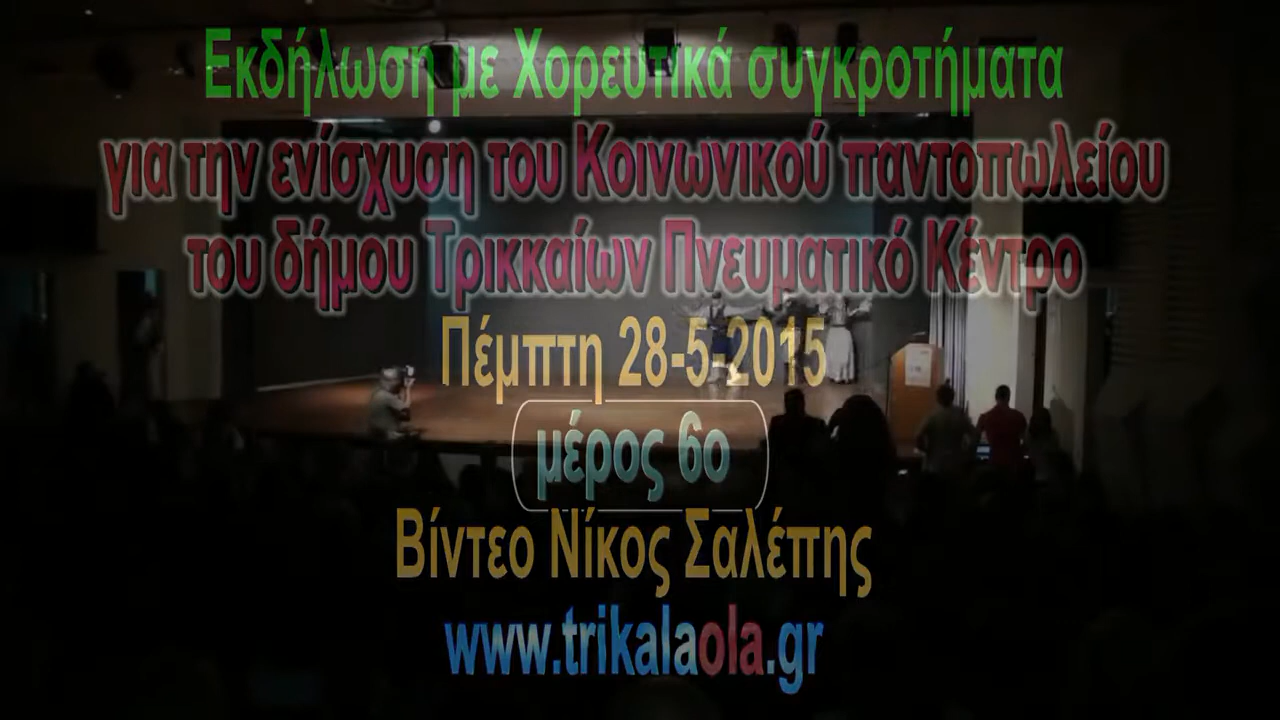 Εκδήλωση με Χορευτικά συγκροτήματα
για την ενίσχυση του Κοινωνικού παντοπωλείου
του δήμου Τρικκαίων Πνευματικό Κέντρο
Πέμπτη 28-5-2015
μέρος 6ο
Βίντεο Νίκος Σαλέπης
www.trikalaola.gr